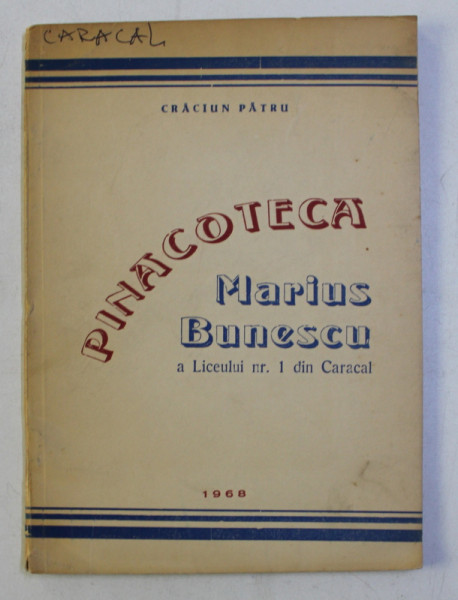 CARACAL
CRĂCIUN PĂTRU
PINACOTECA
Marius
Bunescu
a Liceului nr. 1 din Caracal
1968